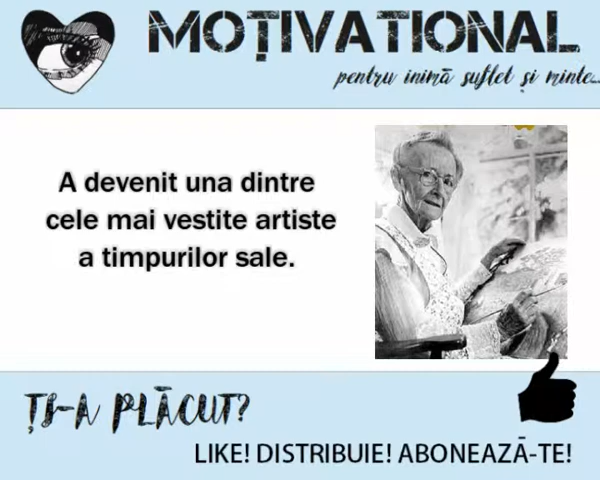 MOȚIVATIONAL
pentru inimă suflet și minte...
A devenit una dintre
cele mai vestite artiste
a timpurilor sale.
ȚI-A PLĂCUT?
LIKE! DISTRIBUIE! ABONEAZĂ-TE!